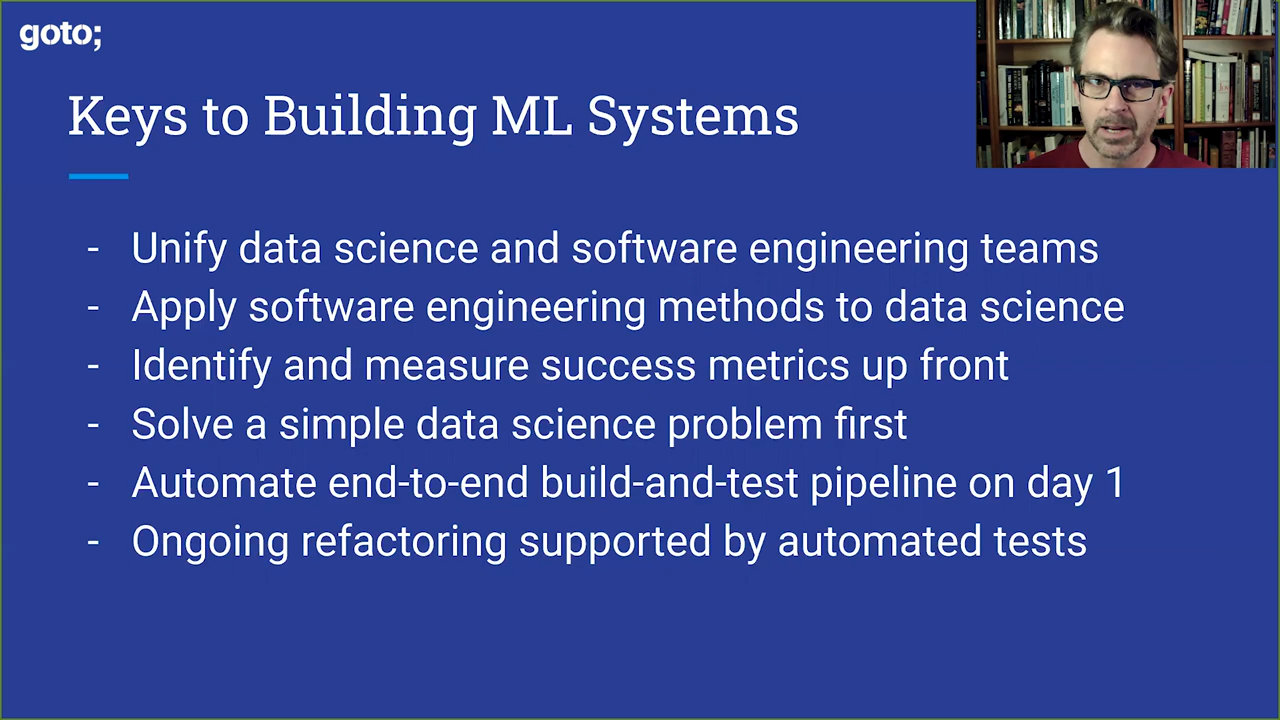 goto;
Keys to Building ML Systems
- Unify data science and software engineering teams
- Apply software engineering methods to data science
- Identify and measure success metrics up front
- Solve a simple data science problem first
- Automate end-to-end build-and-test pipeline on day 1
- Ongoing refactoring supported by automated tests